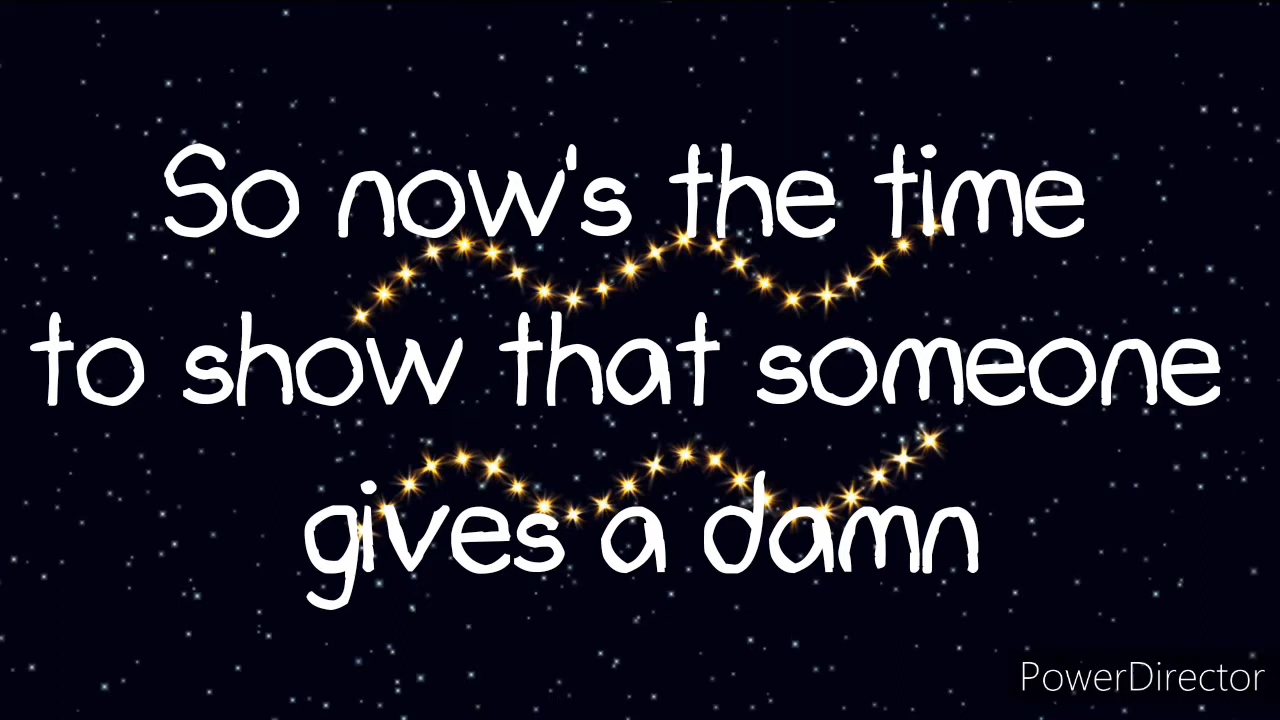 So now's the time
to show that someone
gives a damn
PowerDirector